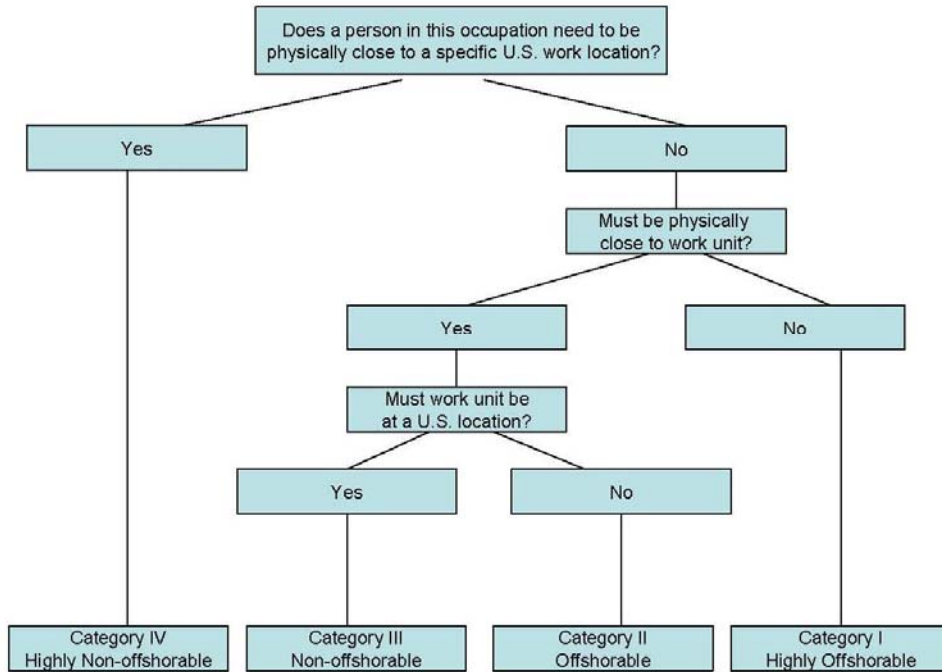 Does a person in this occupation need to be
physically close to a specific U.S. work location?
Yes
No
Must be physically
close to work unit?
Yes
No
Must work unit be
at a U.S. location?
Yes
No
Category IV
Highly Non-offshorable
Category III
Non-offshorable
Category II
Offshorable
Category I
Highly Offshorable